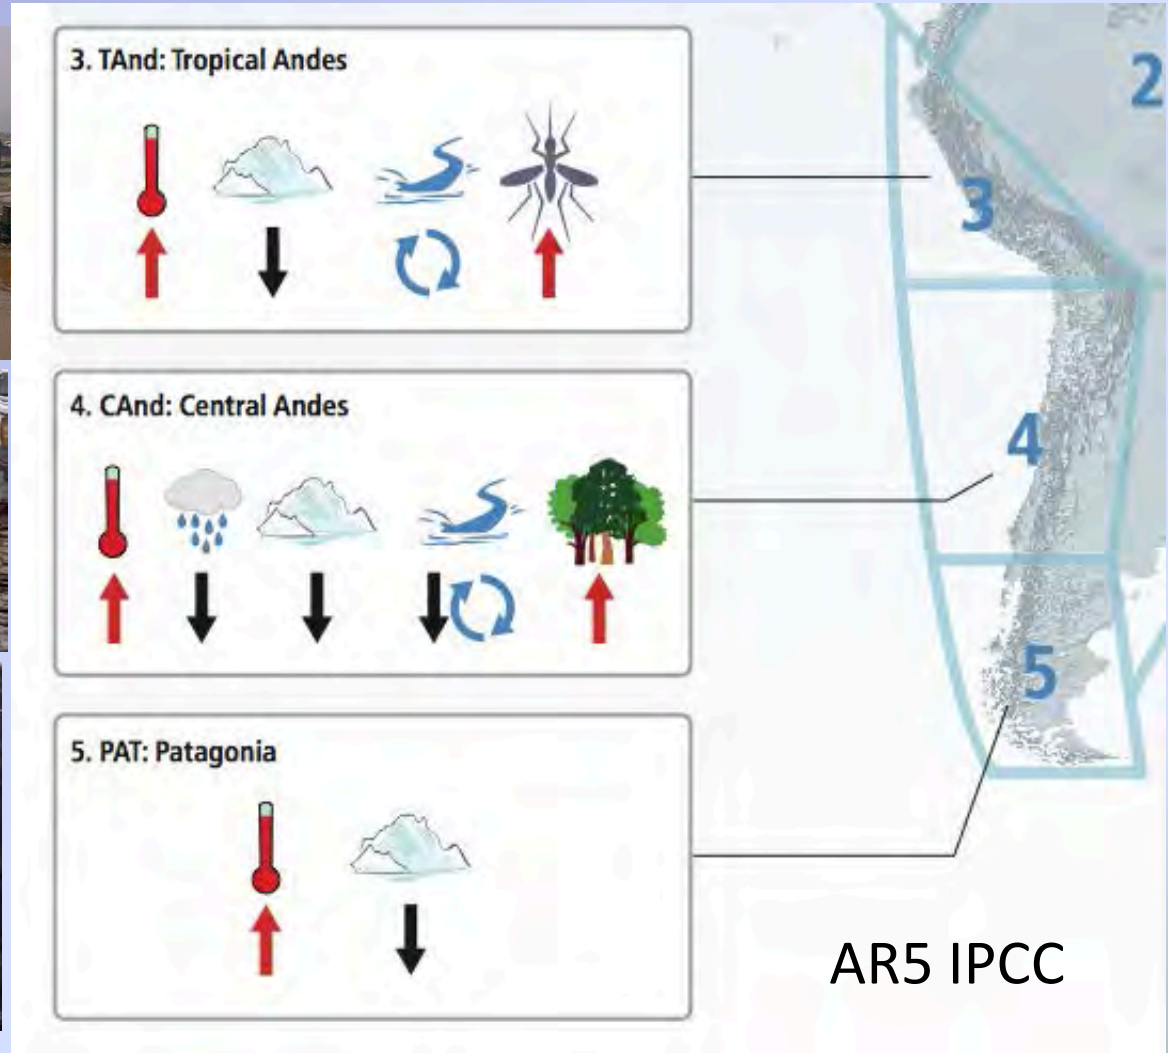 3. TAnd: Tropical Andes
2
3
4. CAnd: Central Andes
4
5. PAT: Patagonia
5
AR5 IPCC